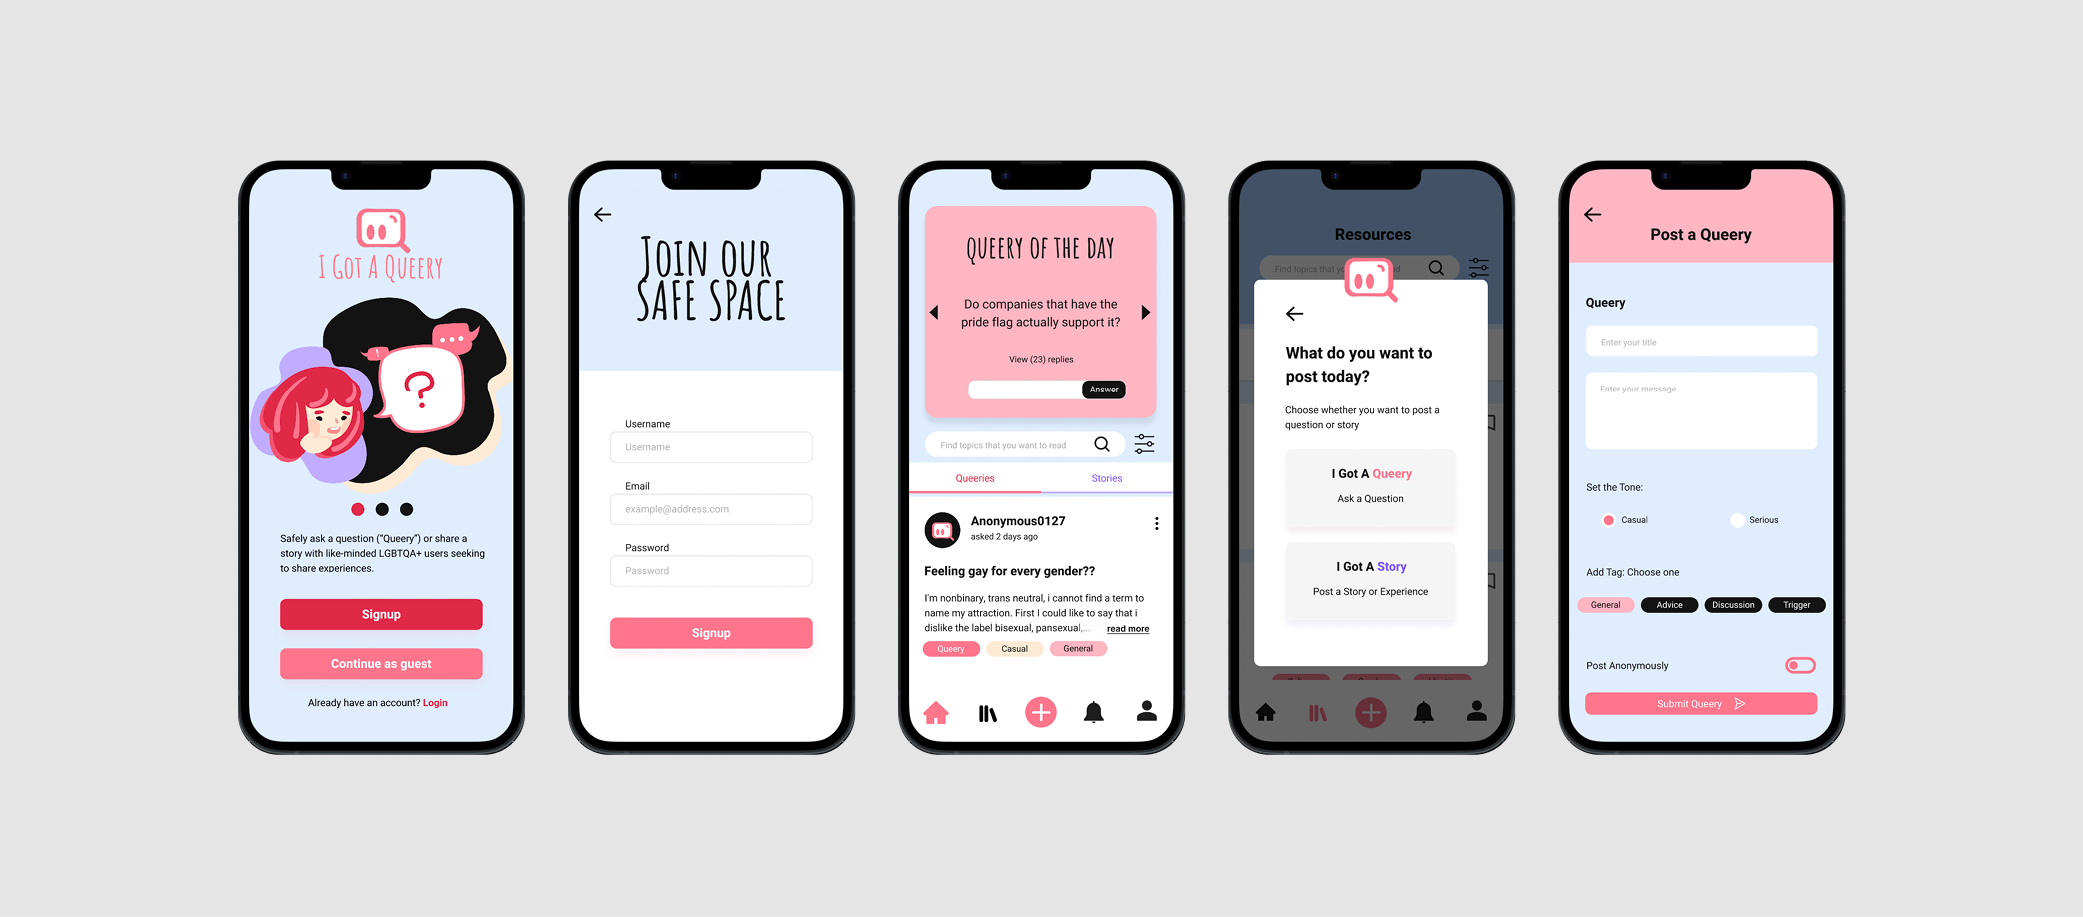 I GOT A QUEERY
?
!
Safely ask a question ("Queery") or share a
story with like-minded LGBTQA+ users seeking
to share experiences.
Signup
Continue as guest
Already have an account? Login
JOIN OUR
SAFE SPACE
Username
Username
Email
example@address.com
Password
Password
Signup
QUEERY OF THE DAY
Do companies that have the
pride flag actually support it?
View (23) replies
Answer
Find topics that you want to read
Queeries
Stories
Anonymous0127
asked 2 days ago
Feeling gay for every gender??
I'm nonbinary, trans neutral, i cannot find a term to
name my attraction. First I could like to say that i
dislike the label bisexual, pansexual,... read more
Queery
Casual
General
Resources
Find topics that y
d
What do you want to
post today?
Choose whether you want to post a
question or story
I Got A Queery
Ask a Question
I Got A Story
Post a Story or Experience
Post a Queery
Queery
Enter your title
Enter your message
Set the Tone:
Casual
Serious
Add Tag: Choose one
General
Advice
Discussion
Trigger
Post Anonymously
Submit Queery